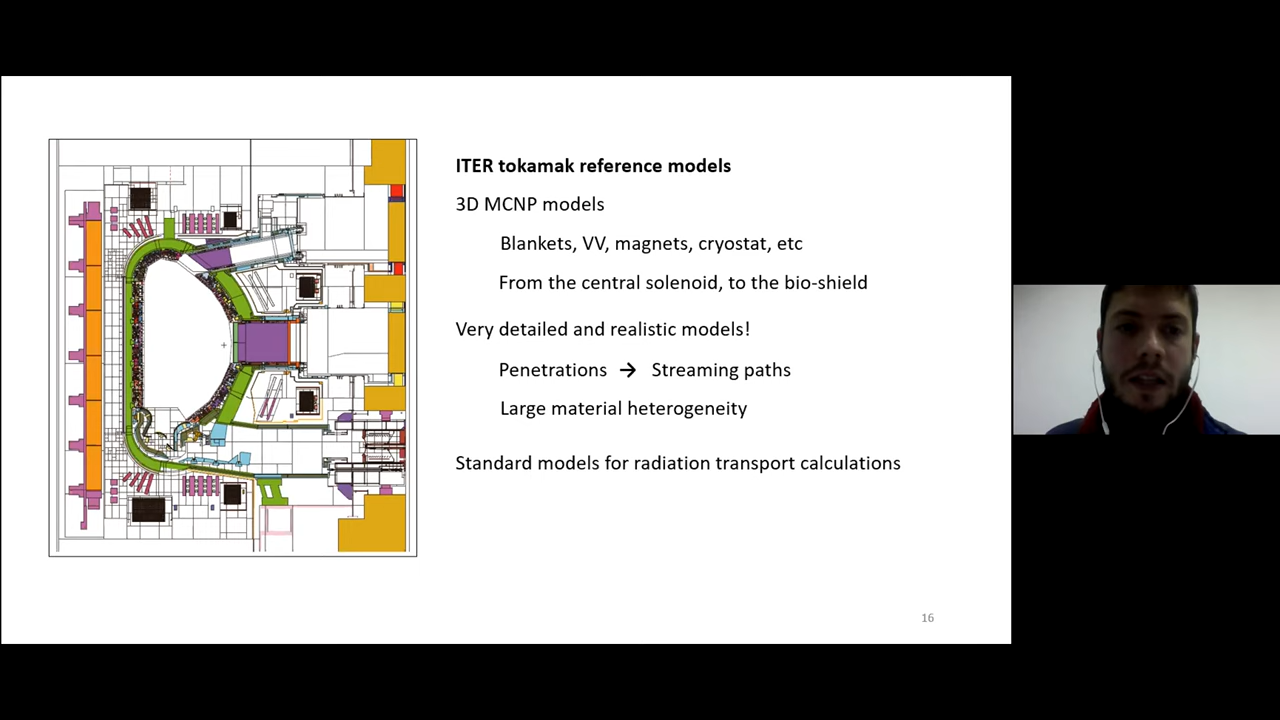 ITER tokamak reference models
3D MCNP models
Blankets, VV, magnets, cryostat, etc
From the central solenoid, to the bio-shield
Very detailed and realistic models!
Penetrations → Streaming paths
Large material heterogeneity
Standard models for radiation transport calculations
16